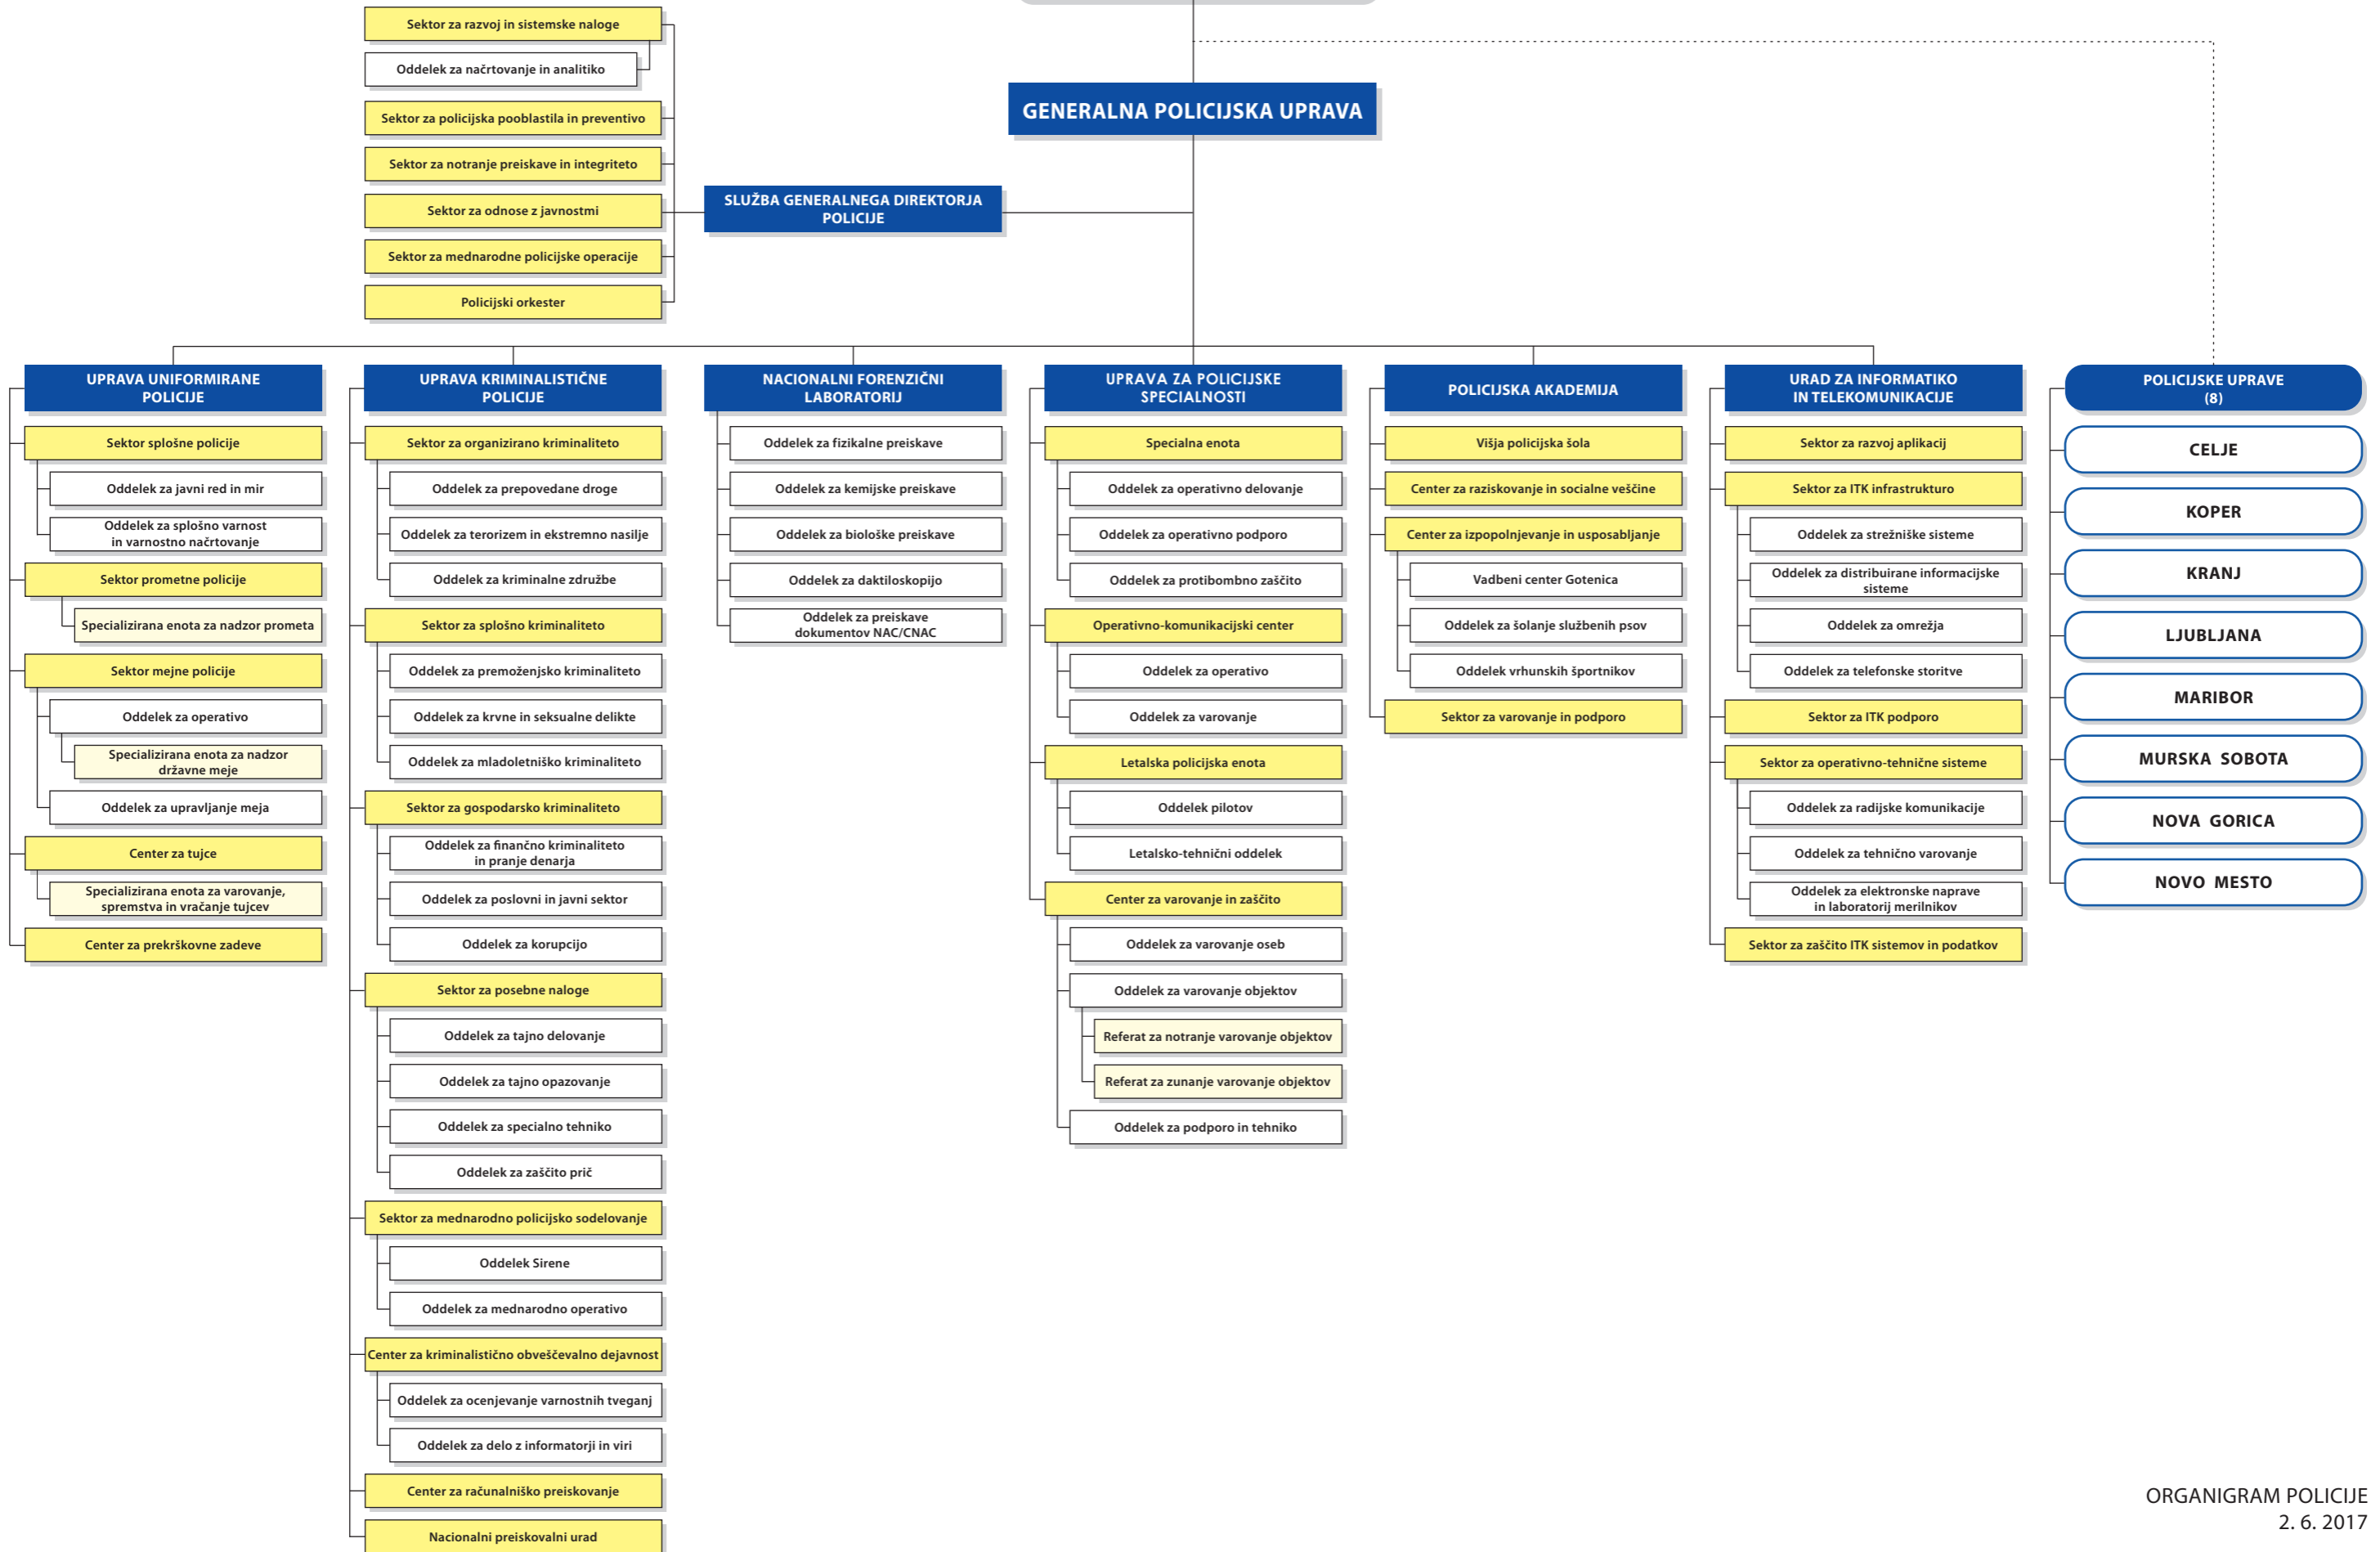 Sektor za razvoj in sistemske naloge
Oddelek za načrtovanje in analitiko
Sektor za policijska pooblastila in preventivo
Sektor za notranje preiskave in integriteto
Sektor za odnose z javnostmi
Sektor za mednarodne policijske operacije
Policijski orkester
GENERALNA POLICIJSKA UPRAVA
SLUŽBA GENERALNEGA DIREKTORJA
POLICIJE
UPRAVA UNIFORMIRANE
POLICIJE
Sektor splošne policije
Oddelek za javni red in mir
Oddelek za splošno varnost
in varnostno načrtovanje
Sektor prometne policije
Specializirana enota za nadzor prometa
Sektor mejne policije
Oddelek za operativo
Specializirana enota za nadzor
državne meje
Oddelek za upravljanje meja
Center za tujce
Specializirana enota za varovanje,
spremstva in vračanje tujcev
Center za prekrškovne zadeve
UPRAVA KRIMINALISTIČNE
POLICIJE
Sektor za organizirano kriminaliteto
Oddelek za prepovedane droge
Oddelek za terorizem in ekstremno nasilje
Oddelek za kriminalne združbe
Sektor za splošno kriminaliteto
Oddelek za premoženjsko kriminaliteto
Oddelek za krvne in seksualne delikte
Oddelek za mladoletniško kriminaliteto
Sektor za gospodarsko kriminaliteto
Oddelek za finančno kriminaliteto
in pranje denarja
Oddelek za poslovni in javni sektor
Oddelek za korupcijo
Sektor za posebne naloge
Oddelek za tajno delovanje
Oddelek za tajno opazovanje
Oddelek za specialno tehniko
Oddelek za zaščito prič
Sektor za mednarodno policijsko sodelovanje
Oddelek Sirene
Oddelek za mednarodno operativo
Center za kriminalistično obveščevalno dejavnost
Oddelek za ocenjevanje varnostnih tveganj
Oddelek za delo z informatorji in viri
Center za računalniško preiskovanje
Nacionalni preiskovalni urad
NACIONALNI FORENZIČNI
LABORATORIJ
Oddelek za fizikalne preiskave
Oddelek za kemijske preiskave
Oddelek za biološke preiskave
Oddelek za daktiloskopijo
Oddelek za preiskave
dokumentov NAC/CNAC
UPRAVA ZA POLICIJSKE
SPECIALNOSTI
Specialna enota
Oddelek za operativno delovanje
Oddelek za operativno podporo
Oddelek za protibombno zaščito
Operativno-komunikacijski center
Oddelek za operativo
Oddelek za varovanje
Letalska policijska enota
Oddelek pilotov
Letalsko-tehnični oddelek
Center za varovanje in zaščito
Oddelek za varovanje oseb
Oddelek za varovanje objektov
Referat za notranje varovanje objektov
Referat za zunanje varovanje objektov
Oddelek za podporo in tehniko
POLICIJSKA AKADEMIJA
Višja policijska šola
Center za raziskovanje in socialne veščine
Center za izpopolnjevanje in usposabljanje
Vadbeni center Gotenica
Oddelek za šolanje službenih psov
Oddelek vrhunskih športnikov
Sektor za varovanje in podporo
URAD ZA INFORMATIKO
IN TELEKOMUNIKACIJE
Sektor za razvoj aplikacij
Sektor za ITK infrastrukturo
Oddelek za strežniške sisteme
Oddelek za distribuirane informacijske
sisteme
Oddelek za omrežja
Oddelek za telefonske storitve
Sektor za ITK podporo
Sektor za operativno-tehnične sisteme
Oddelek za radijske komunikacije
Oddelek za tehnično varovanje
Oddelek za elektronske naprave
in laboratorij merilnikov
Sektor za zaščito ITK sistemov in podatkov
POLICIJSKE UPRAVE
(8)
CELJE
KOPER
KRANJ
LJUBLJANA
MARIBOR
MURSKA SOBOTA
NOVA GORICA
NOVO MESTO
ORGANIGRAM POLICIJE
2. 6. 2017